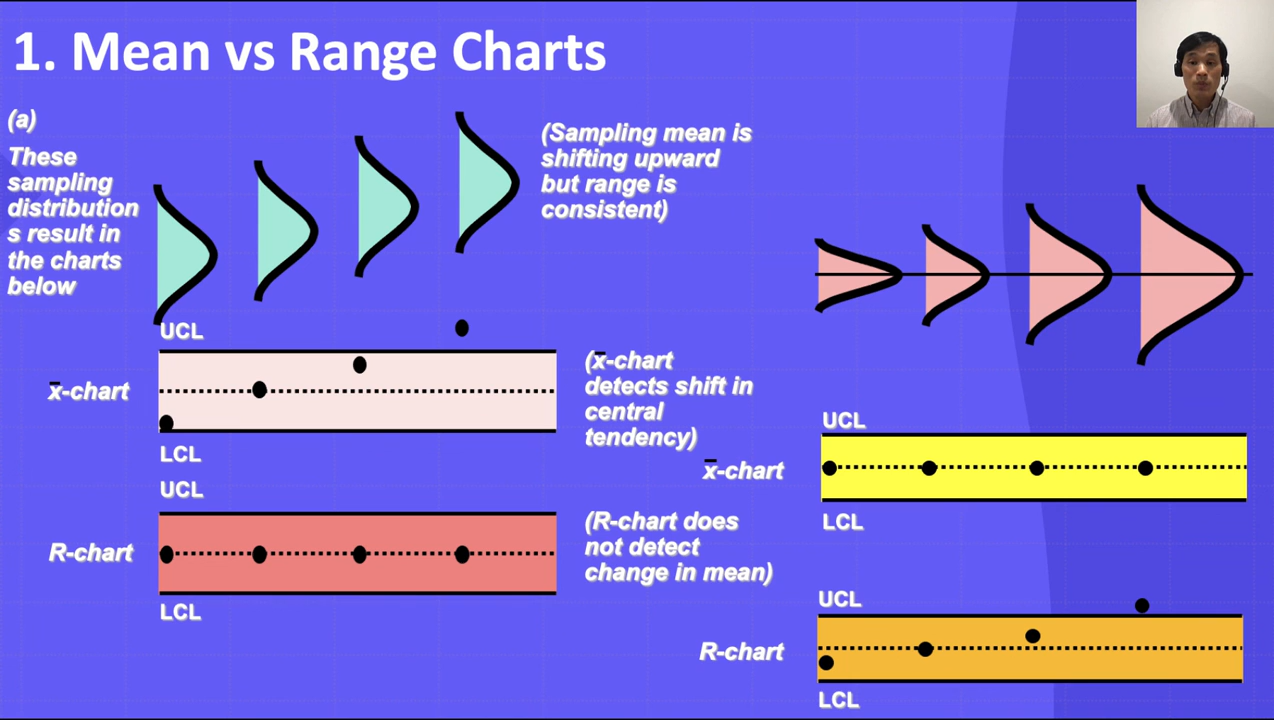 1. Mean vs Range Charts
(a)
These
sampling
distribution
s result in
the charts
below
(Sampling mean is
shifting upward
but range is
consistent)
UCL
x̄-chart
LCL
(x̄-chart
detects shift in
central
tendency)
UCL
R-chart
LCL
(R-chart does
not detect
change in mean)
UCL
x̄-chart
LCL
UCL
R-chart
LCL